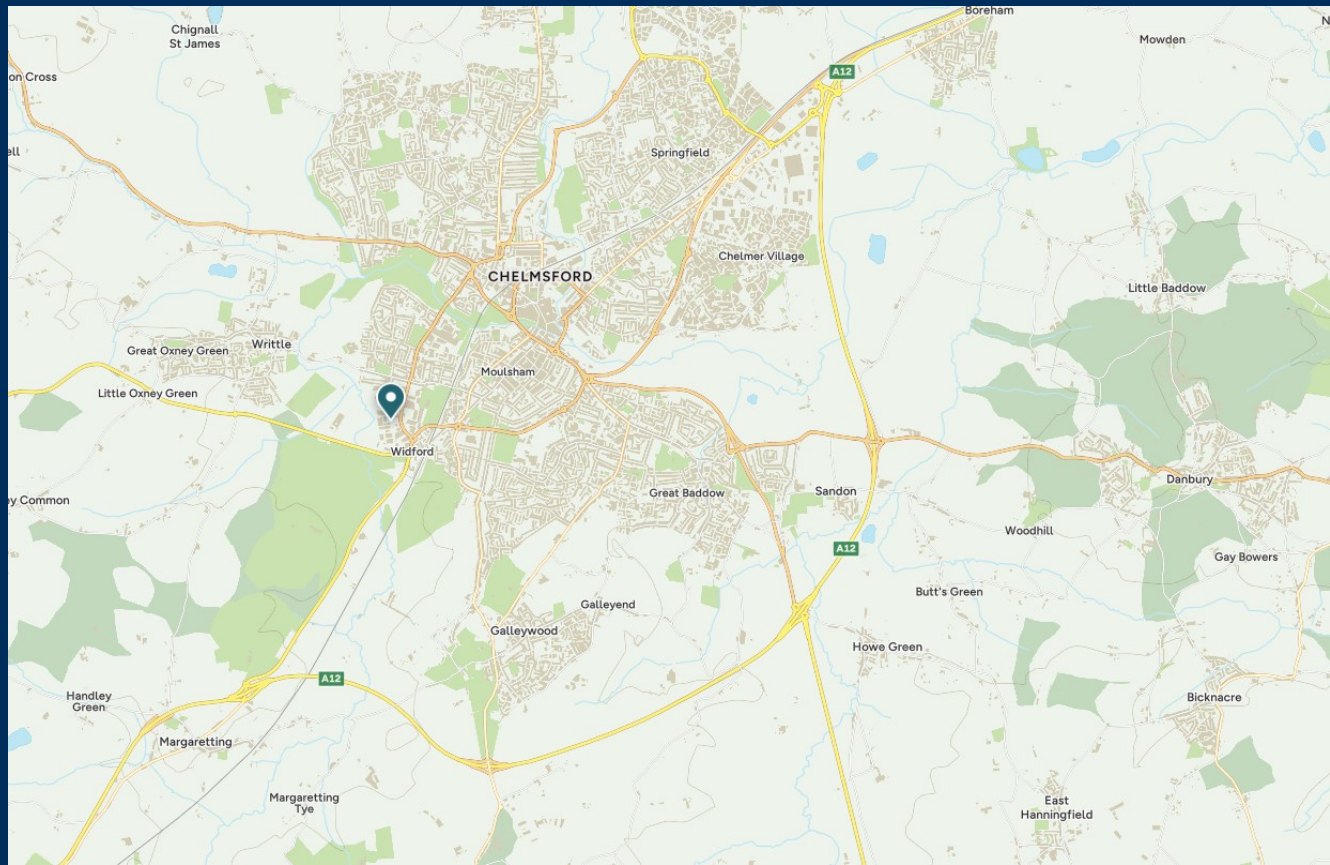 Boreham
Chignall
St James
Mowden
on Cross
A12
ell
Springfield
Chelmer Village
CHELMSFORD
Little Baddow
Writtle
Great Oxney Green
Moulsham
Little Oxney Green
Widford
Danbury
Great Baddow
Sandon
ey Common
Woodhill
A12
Gay Bowers
Butt's Green
Galleyend
Galleywood
Howe Green
A12
Handley
Green
Bicknacre
Margaretting
Margaretting
Tye
East
Hanningfield